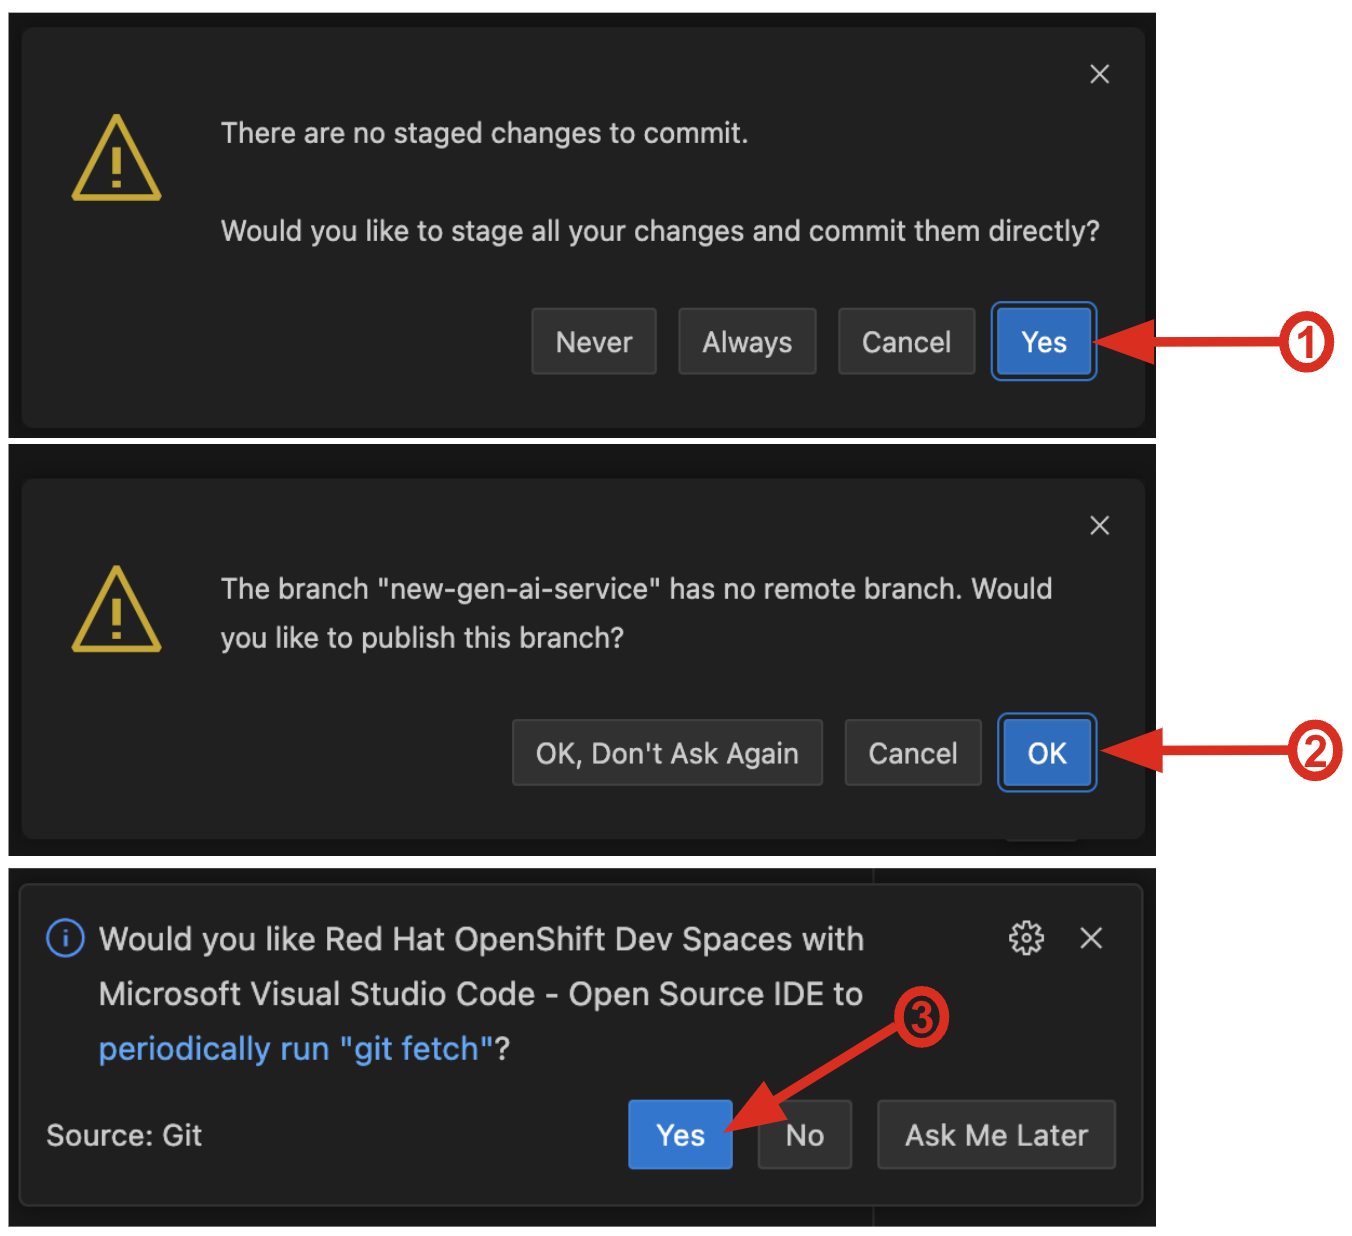 There are no staged changes to commit.
Would you like to stage all your changes and commit them directly?
Never Always Cancel Yes
1
The branch "new-gen-ai-service" has no remote branch. Would
you like to publish this branch?
OK, Don't Ask Again Cancel OK
2
Would you like Red Hat OpenShift Dev Spaces with
Microsoft Visual Studio Code - Open Source IDE to
3
periodically run "git fetch"?
Source: Git Yes No Ask Me Later